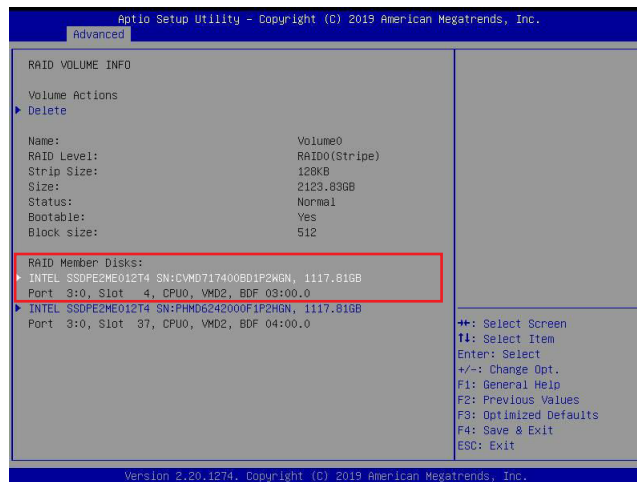 Aptio Setup Utility – Copyright (C) 2019 American Megatrends, Inc.
Advanced
RAID VOLUME INFO
Volume Actions
Delete
Name: Volume0
RAID Level: RAID0(Stripe)
Strip Size: 128KB
Size: 2123.83GB
Status: Normal
Bootable: Yes
Block size: 512
RAID Member Disks:
INTEL SSDPE2ME012T4 SN:CVMD717400BD1P2WGN, 1117.81GB
Port 3:0, Slot 4, CPU0, VMD2, BDF 03:00.0
INTEL SSDPE2ME012T4 SN:PHMD6242000F1P2HGN, 1117.81GB
Port 3:0, Slot 37, CPU0, VMD2, BDF 04:00.0
→←: Select Screen
↑↓: Select Item
Enter: Select
+/-: Change Opt.
F1: General Help
F2: Previous Values
F3: Optimized Defaults
F4: Save & Exit
ESC: Exit
Version 2.20.1274. Copyright (C) 2019 American Megatrends, Inc.